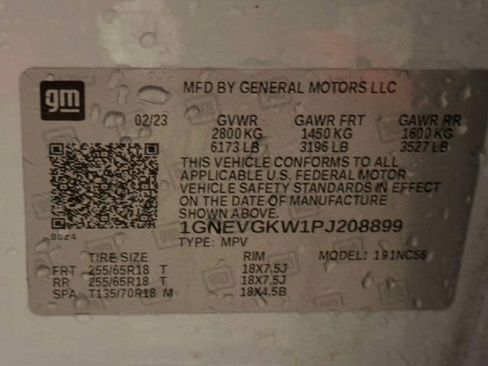 gm
MFD BY GENERAL MOTORS LLC
02/23 GVWR GAWR FRT GAWR RR
2800 KG 1450 KG 1600 KG
6173 LB 3196 LB 3527 LB
THIS VEHICLE CONFORMS TO ALL
APPLICABLE U.S. FEDERAL MOTOR
VEHICLE SAFETY STANDARDS IN EFFECT
ON THE DATE OF MANUFACTURE
SHOWN ABOVE.
1GNEVGKW1PJ208899
TYPE: MPV MODEL: 191NC56
TIRE SIZE RIM
FRT 255/65R18 T 18X7.5J
RR 255/65R18 T 18X7.5J
SPA T135/70R18 M 18X4.5B